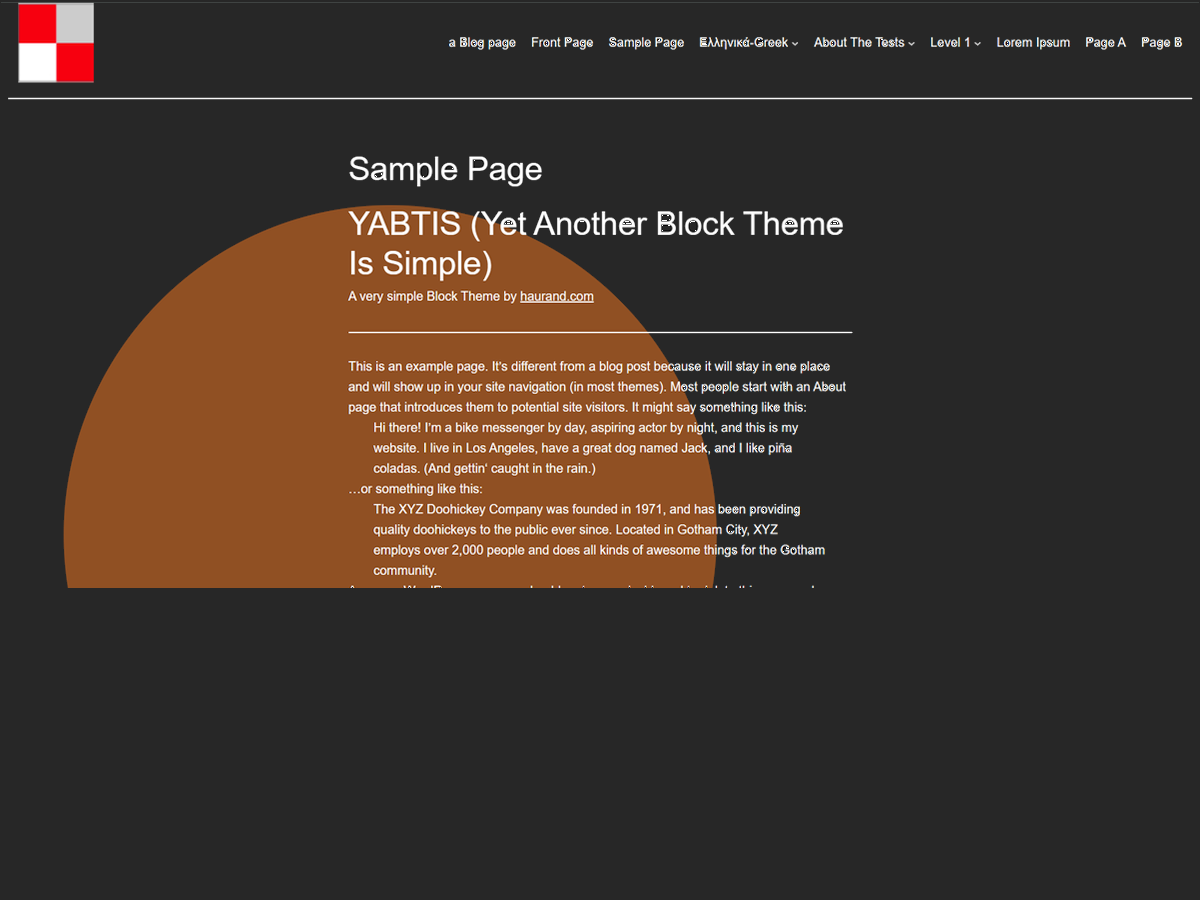 a Blog page Front Page Sample Page Ελληνικά-Greek About The Tests Level 1 Lorem Ipsum Page A Page B
Sample Page
YABTIS (Yet Another Block Theme
Is Simple)
A very simple Block Theme by haurand.com
This is an example page. It's different from a blog post because it will stay in one place
and will show up in your site navigation (in most themes). Most people start with an About
page that introduces them to potential site visitors. It might say something like this:
Hi there! I'm a bike messenger by day, aspiring actor by night, and this is my
website. I live in Los Angeles, have a great dog named Jack, and I like piña
coladas. (And gettin' caught in the rain.)
…or something like this:
The XYZ Doohickey Company was founded in 1971, and has been providing
quality doohickeys to the public ever since. Located in Gotham City, XYZ
employs over 2,000 people and does all kinds of awesome things for the Gotham
community.